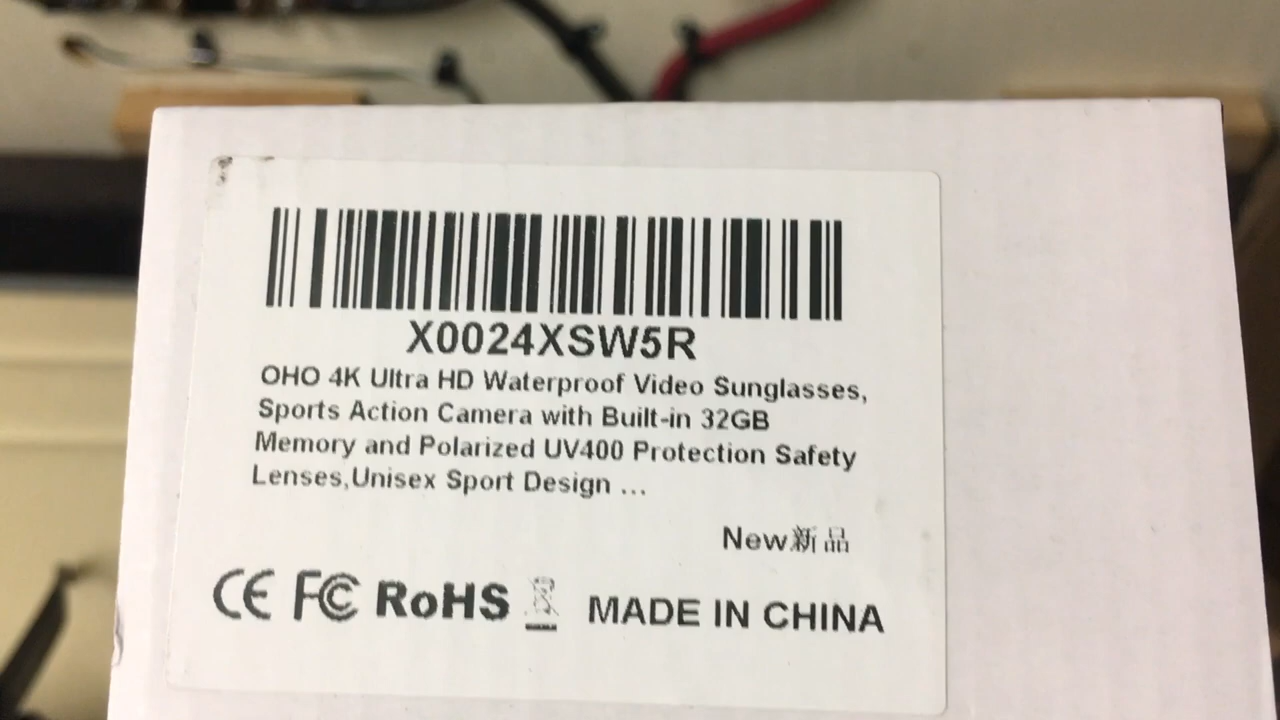 X0024XSW5R
OHO 4K Ultra HD Waterproof Video Sunglasses,
Sports Action Camera with Built-in 32GB
Memory and Polarized UV400 Protection Safety
Lenses,Unisex Sport Design ...
New新品
CE FC RoHS MADE IN CHINA